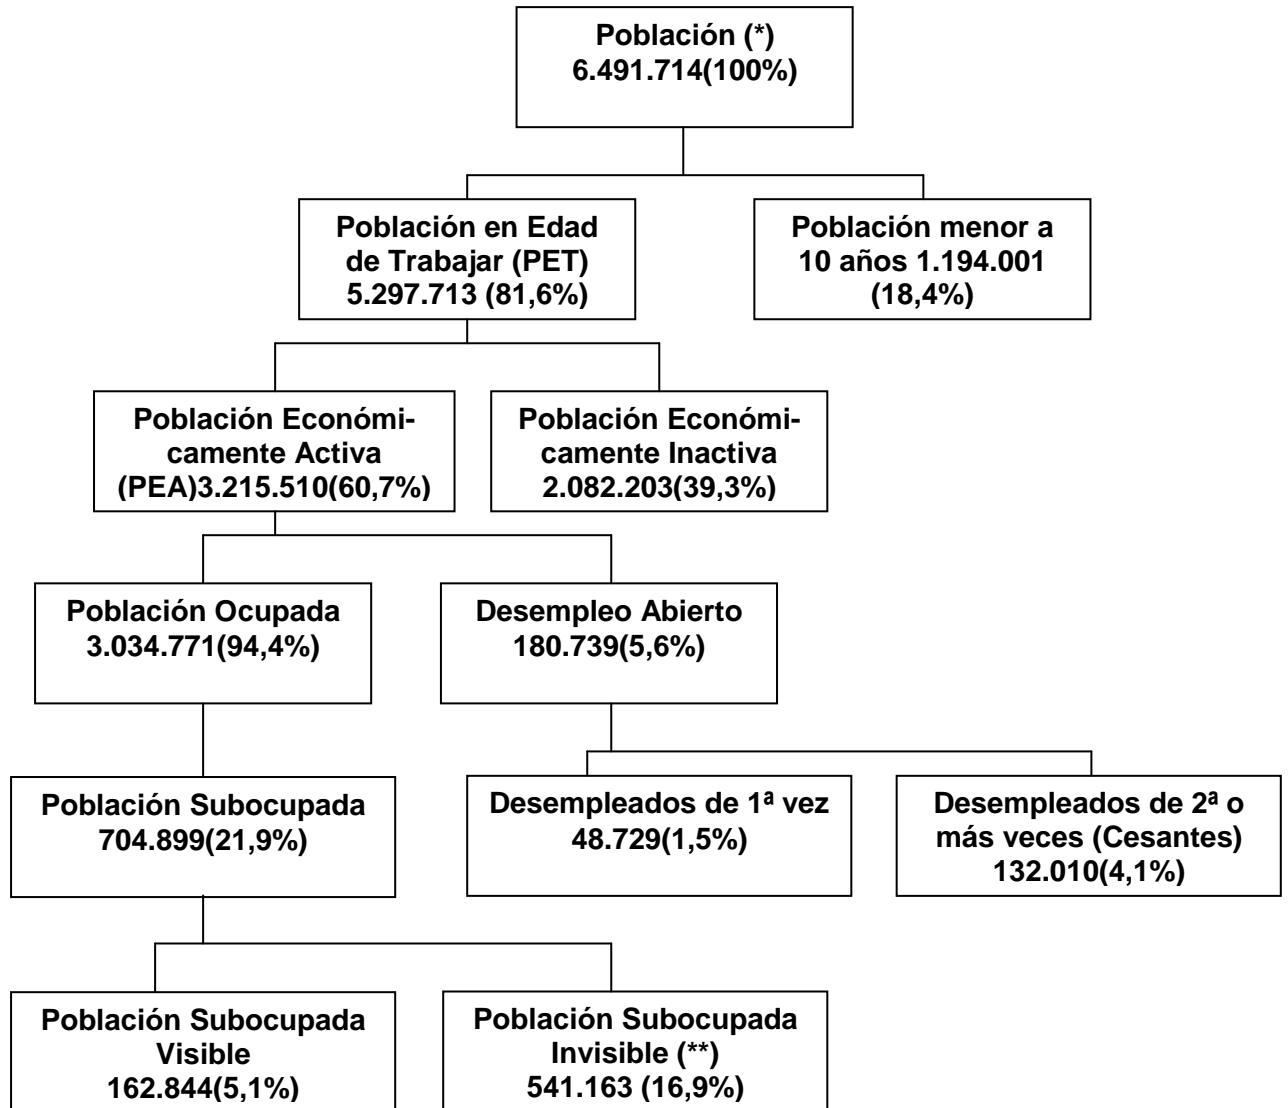 Población (*)
6.491.714(100%)
Población en Edad
de Trabajar (PET)
5.297.713 (81,6%)
Población menor a
10 años 1.194.001
(18,4%)
Población Económi-
camente Activa
(PEA)3.215.510(60,7%)
Población Económi-
camente Inactiva
2.082.203(39,3%)
Población Ocupada
3.034.771(94,4%)
Desempleo Abierto
180.739(5,6%)
Población Subocupada
704.899(21,9%)
Desempleados de 1ª vez
48.729(1,5%)
Desempleados de 2ª o
más veces (Cesantes)
132.010(4,1%)
Población Subocupada
Visible
162.844(5,1%)
Población Subocupada
Invisible (**)
541.163 (16,9%)